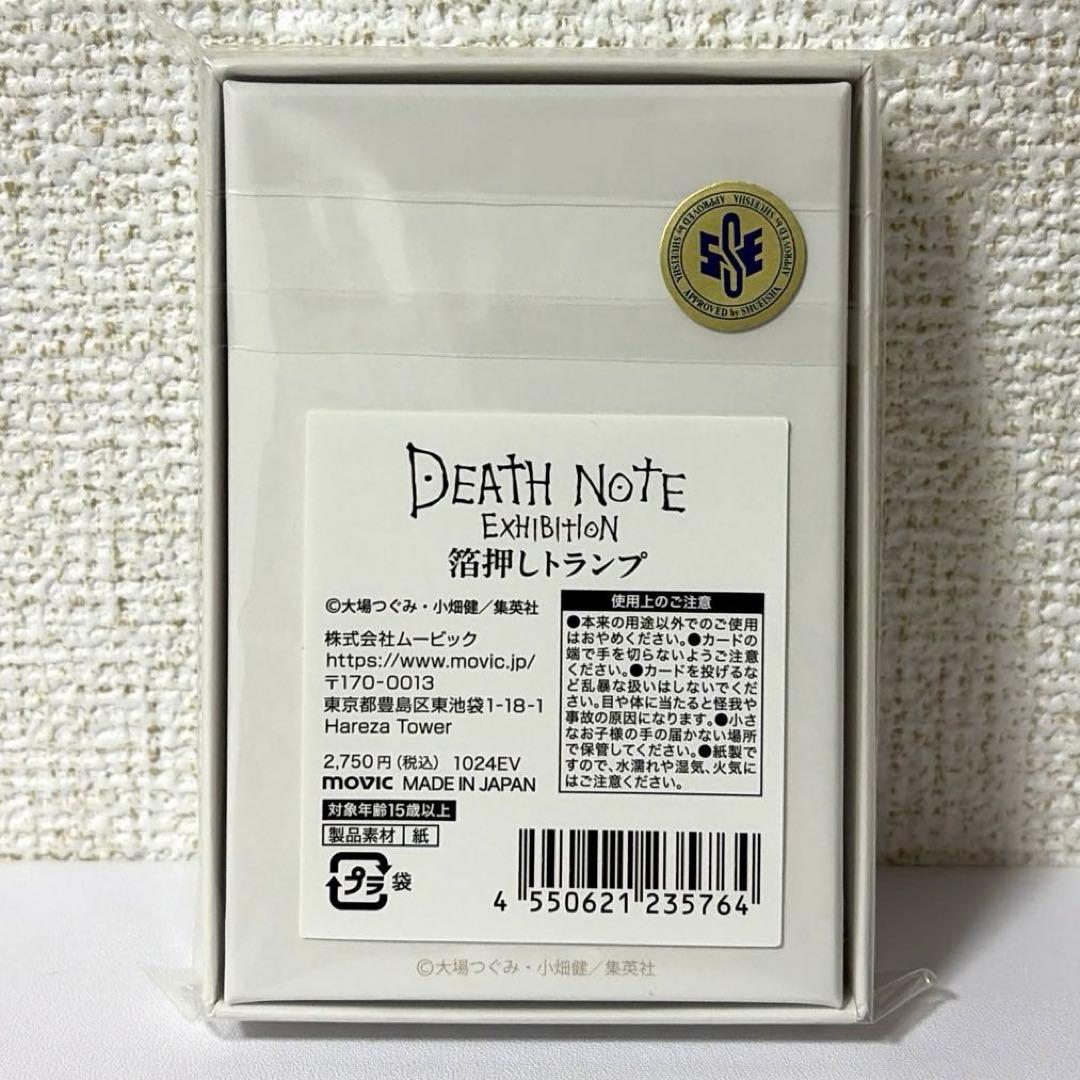 APPROVED by SHUEISHA APPROVED by SHUEISHA APPROVED by SHUEISHA
SSE
DEATH NOTE
EXHIBITION
箔押しトランプ
©大場つぐみ・小畑健／集英社
株式会社ムービック
https://www.movic.jp/
〒170-0013
東京都豊島区東池袋1-18-1
Hareza Tower
2,750円(税込) 1024EV
movic MADE IN JAPAN
対象年齢15歳以上
製品素材 紙
プラ 袋
使用上のご注意
●本来の用途以外でのご使用
はおやめください。●カードの
端で手を切らないようご注意
ください。●カードを投げるな
ど乱暴な扱いはしないでくだ
さい。目や体に当たると怪我や
事故の原因になります。●小さ
なお子様の手の届かない場所
で保管してください。●紙製で
すので、水濡れや湿気、火気に
はご注意ください。
4 550621 235764
©大場つぐみ・小畑健／集英社